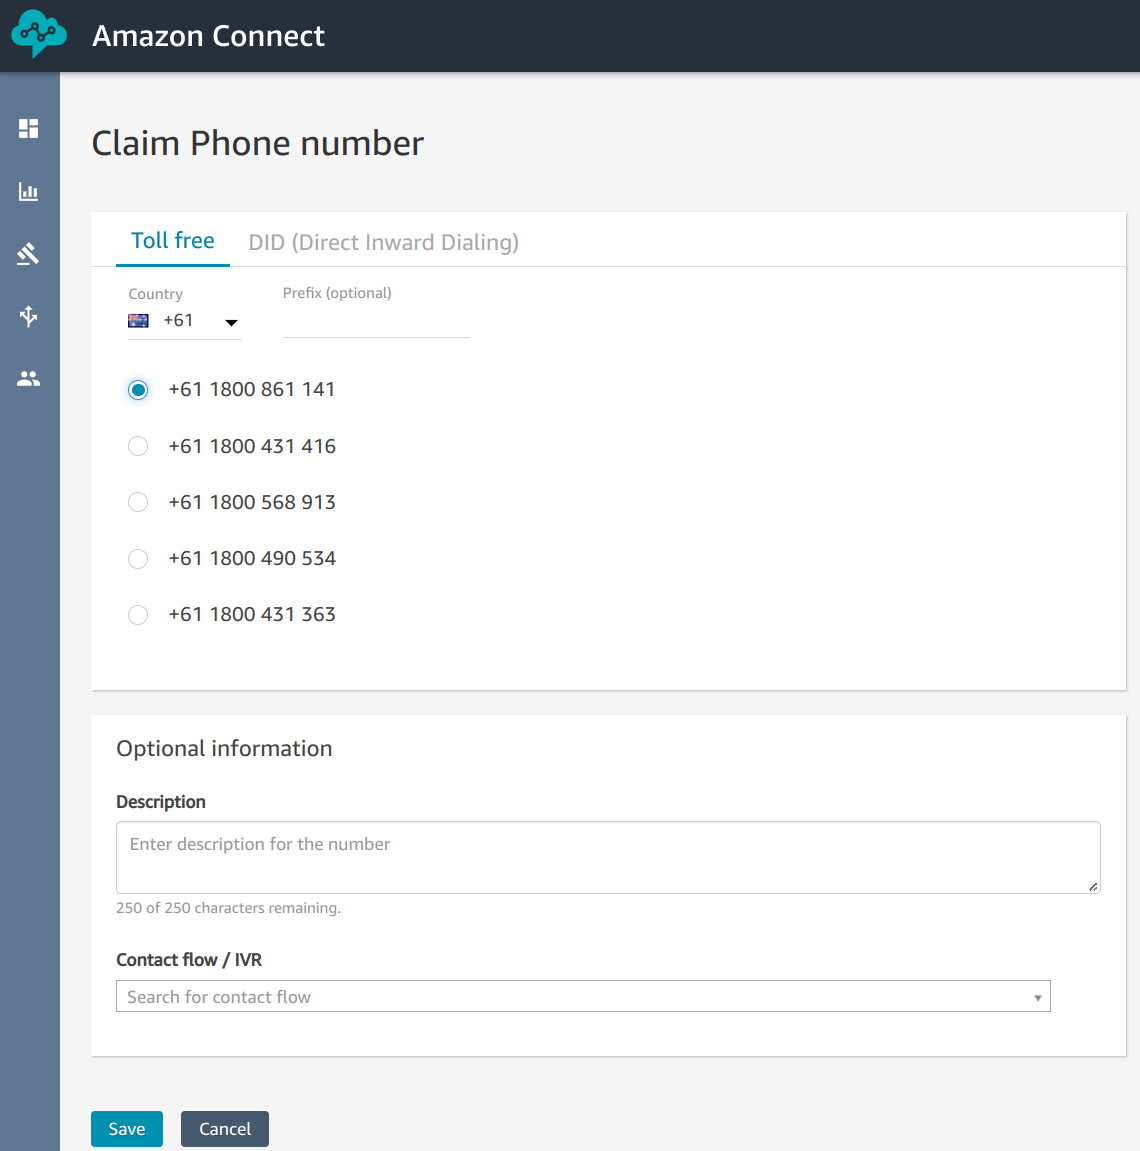 Amazon Connect
Claim Phone number
Toll free DID (Direct Inward Dialing)
Country Prefix (optional)
+61
+61 1800 861 141
+61 1800 431 416
+61 1800 568 913
+61 1800 490 534
+61 1800 431 363
Optional information
Description
Enter description for the number
250 of 250 characters remaining.
Contact flow / IVR
Search for contact flow
Save Cancel